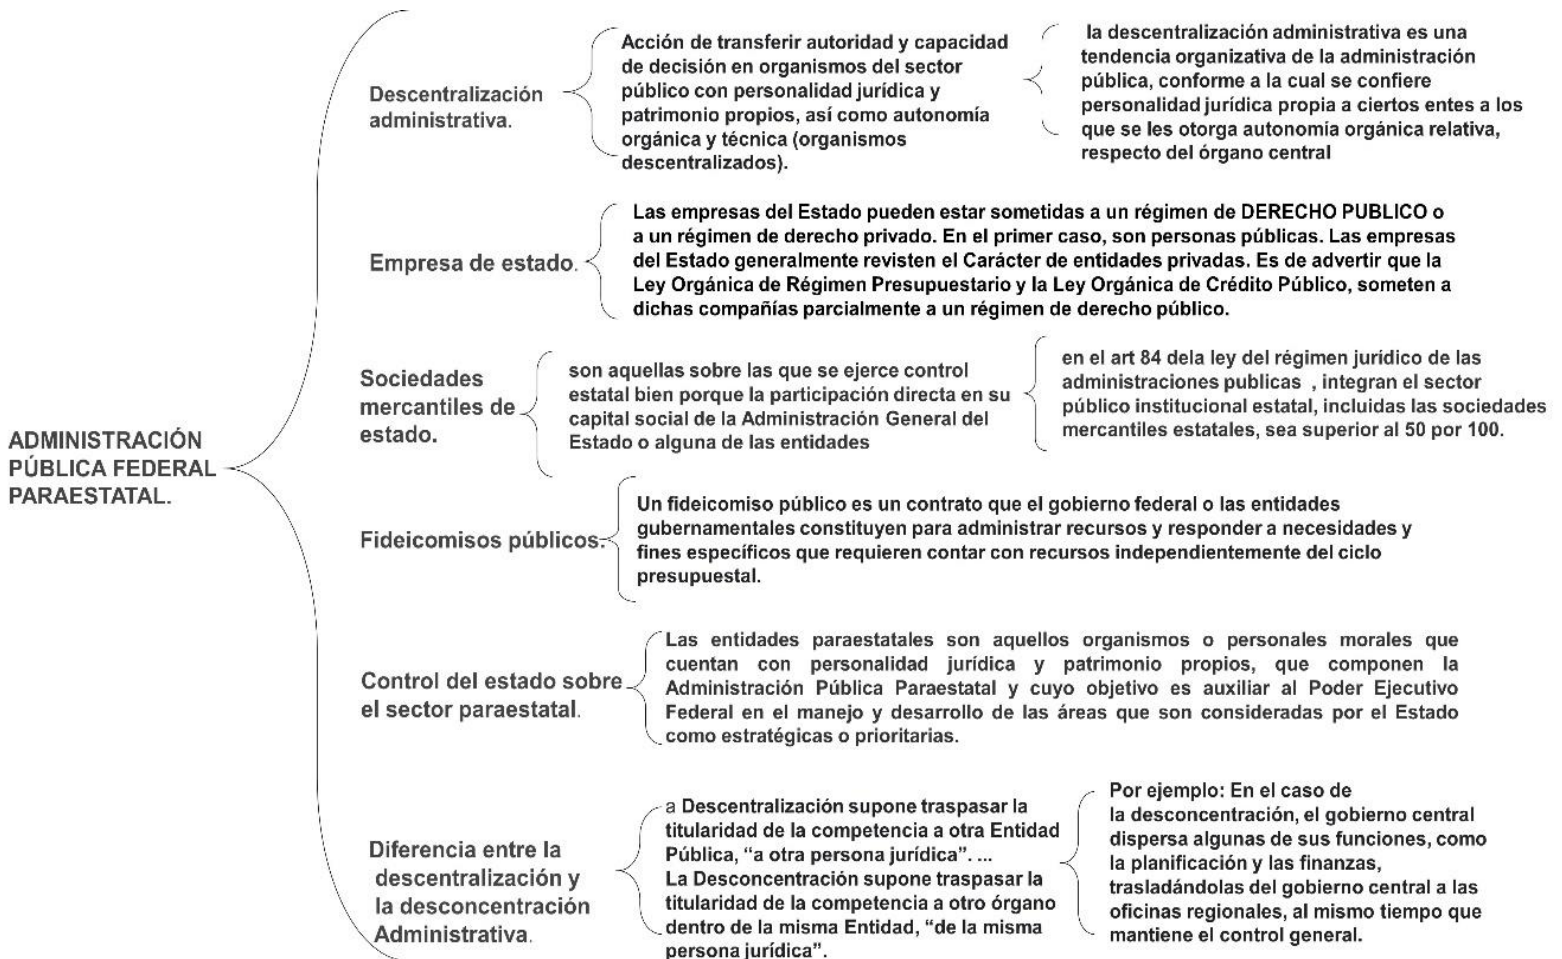 ADMINISTRACIÓN
PÚBLICA FEDERAL
PARAESTATAL.
Descentralización
administrativa.
Acción de transferir autoridad y capacidad
de decisión en organismos del sector
público con personalidad jurídica y
patrimonio propios, así como autonomía
orgánica y técnica (organismos
descentralizados).
la descentralización administrativa es una
tendencia organizativa de la administración
pública, conforme a la cual se confiere
personalidad jurídica propia a ciertos entes a los
que se les otorga autonomía orgánica relativa,
respecto del órgano central
Empresa de estado.
Las empresas del Estado pueden estar sometidas a un régimen de DERECHO PUBLICO o
a un régimen de derecho privado. En el primer caso, son personas públicas. Las empresas
del Estado generalmente revisten el Carácter de entidades privadas. Es de advertir que la
Ley Orgánica de Régimen Presupuestario y la Ley Orgánica de Crédito Público, someten a
dichas compañías parcialmente a un régimen de derecho público.
Sociedades
mercantiles de
estado.
son aquellas sobre las que se ejerce control
estatal bien porque la participación directa en su
capital social de la Administración General del
Estado o alguna de las entidades
en el art 84 dela ley del régimen jurídico de las
administraciones publicas , integran el sector
público institucional estatal, incluidas las sociedades
mercantiles estatales, sea superior al 50 por 100.
Fideicomisos públicos.
Un fideicomiso público es un contrato que el gobierno federal o las entidades
gubernamentales constituyen para administrar recursos y responder a necesidades y
fines específicos que requieren contar con recursos independientemente del ciclo
presupuestal.
Control del estado sobre
el sector paraestatal.
Las entidades paraestatales son aquellos organismos o personales morales que
cuentan con personalidad jurídica y patrimonio propios, que componen la
Administración Pública Paraestatal y cuyo objetivo es auxiliar al Poder Ejecutivo
Federal en el manejo y desarrollo de las áreas que son consideradas por el Estado
como estratégicas o prioritarias.
Diferencia entre la
descentralización y
la desconcentración
Administrativa.
a Descentralización supone traspasar la
titularidad de la competencia a otra Entidad
Pública, “a otra persona jurídica”. ...
La Desconcentración supone traspasar la
titularidad de la competencia a otro órgano
dentro de la misma Entidad, “de la misma
persona jurídica”.
Por ejemplo: En el caso de
la desconcentración, el gobierno central
dispersa algunas de sus funciones, como
la planificación y las finanzas,
trasladándolas del gobierno central a las
oficinas regionales, al mismo tiempo que
mantiene el control general.